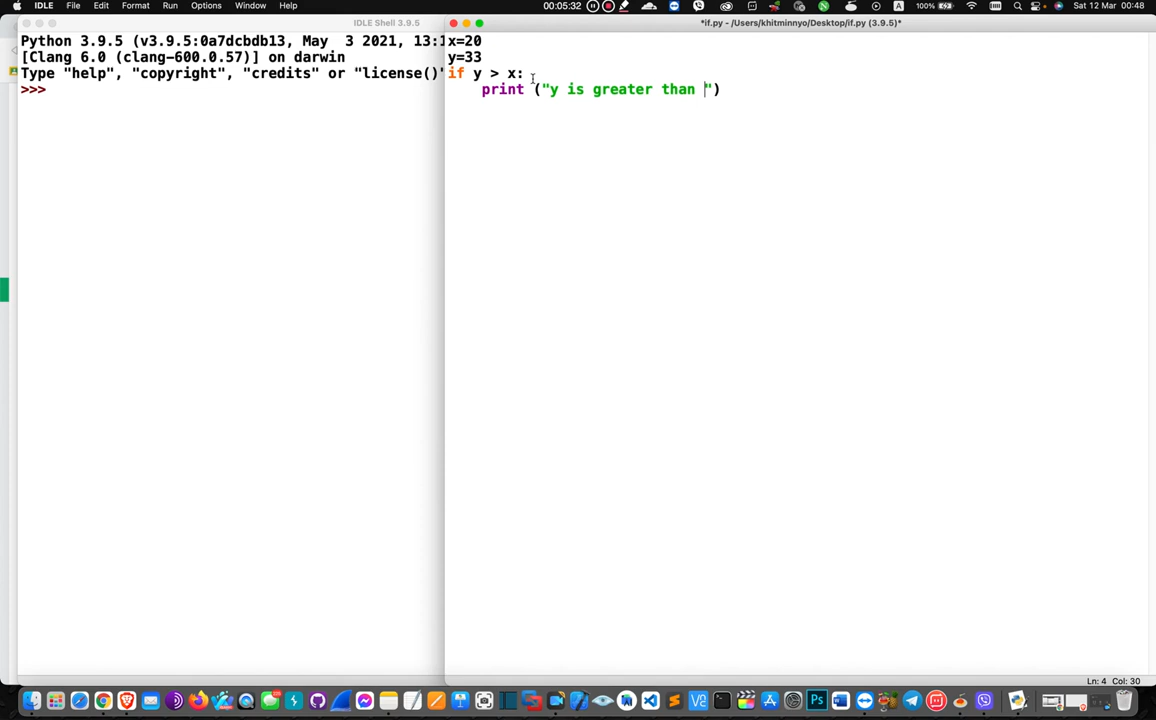 IDLE File Edit Format Run Options Window Help
00:05:32
100%
Sat 12 Mar 00:48
IDLE Shell 3.9.5
Python 3.9.5 (v3.9.5:0a7dcbdb13, May 3 2021, 13:1
[Clang 6.0 (clang-600.0.57)] on darwin
Type "help", "copyright", "credits" or "license()"
>>>
*if.py - /Users/khitminnyo/Desktop/if.py (3.9.5)*
x=20
y=33
if y > x:
print ("y is greater than ")
Ln: 4 Col: 30